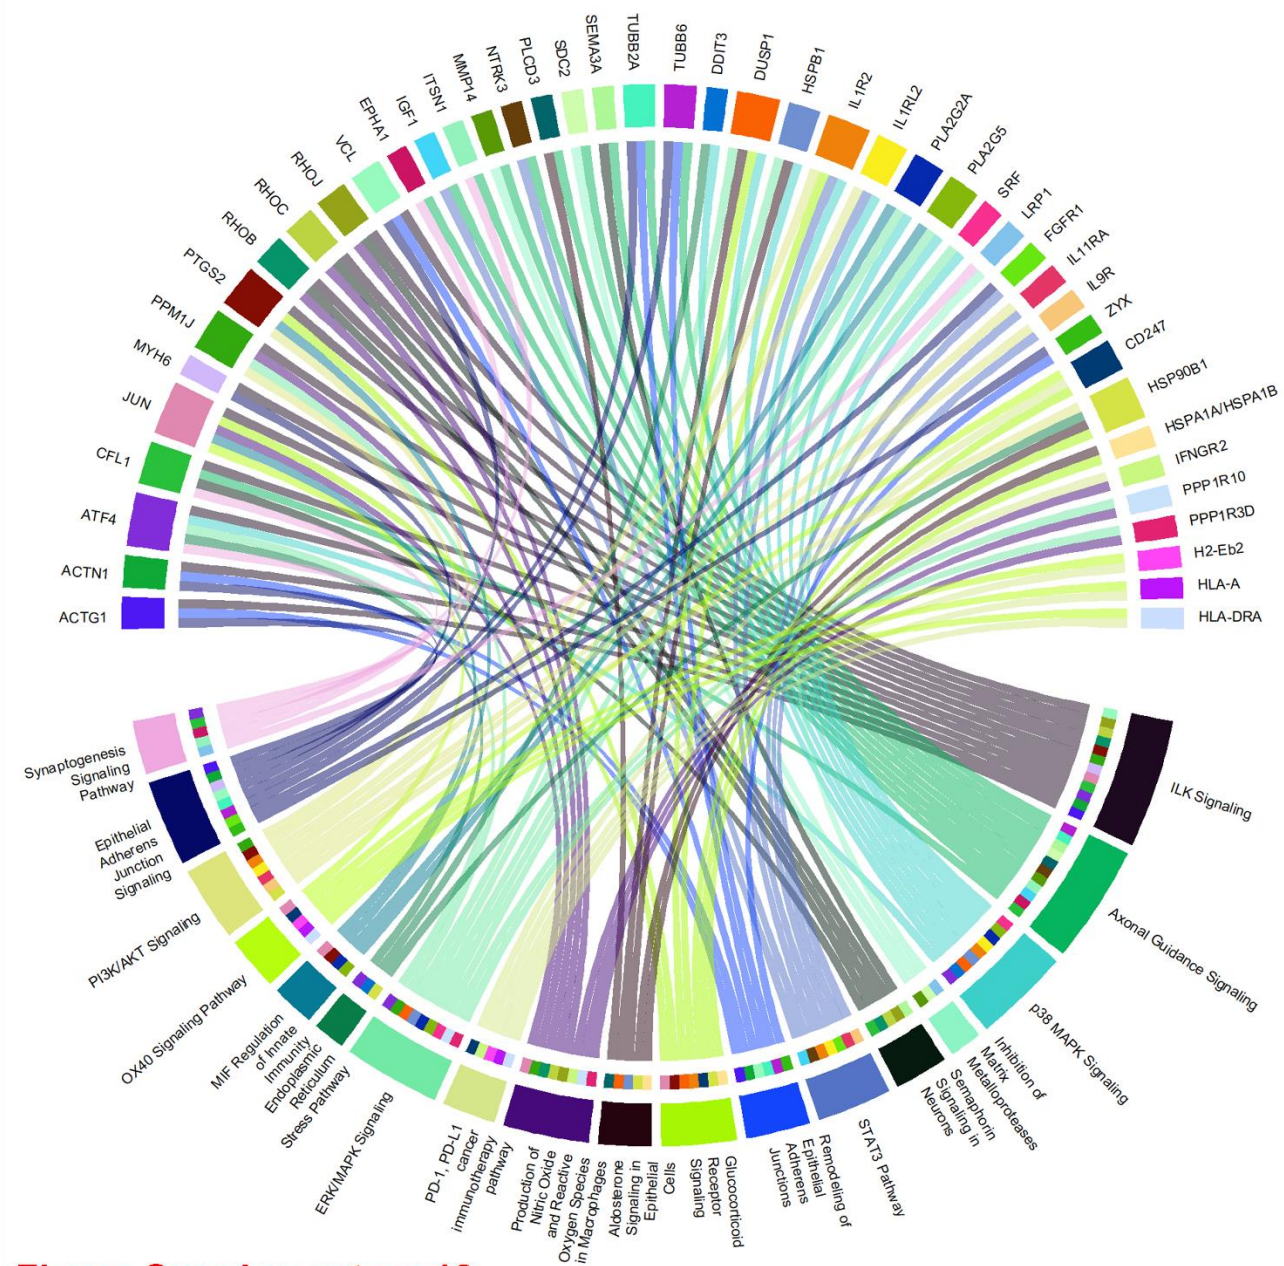 ACTG1
ACTN1
ATF4
CFL1
JUN
MYH6
PPM1J
PTGS2
RHOB
RHOC
RHOJ
VCL
EPHA1
IGF1
ITSN1
MMP14
NTRK3
PLCD3
SDC2
SEMA3A
TUBB2A
TUBB6
DDIT3
DUSP1
HSPB1
IL1R2
IL1RL2
PLA2G2A
PLA2G5
SRF
LRP1
FGFR1
IL11RA
IL9R
ZYX
CD247
HSP90B1
HSPA1A/HSPA1B
IFNGR2
PPP1R10
PPP1R3D
H2-Eb2
HLA-A
HLA-DRA
ILK Signaling
Axonal Guidance Signaling
p38 MAPK Signaling
Inhibition of
Matrix
Metalloproteases
Semaphorin
Signaling in
Neurons
STAT3 Pathway
Remodeling of
Epithelial
Adherens
Junctions
Glucocorticoid
Receptor
Signaling
Aldosterone
Signaling in
Epithelial
Cells
Production of
Nitric Oxide
and Reactive
Oxygen Species
in Macrophages
PD-1, PD-L1
cancer
immunotherapy
pathway
ERK/MAPK Signaling
Endoplasmic
Reticulum
Stress Pathway
MIF Regulation
of Innate
Immunity
OX40 Signaling Pathway
PI3K/AKT Signaling
Epithelial
Adherens
Junction
Signaling
Synaptogenesis
Signaling
Pathway